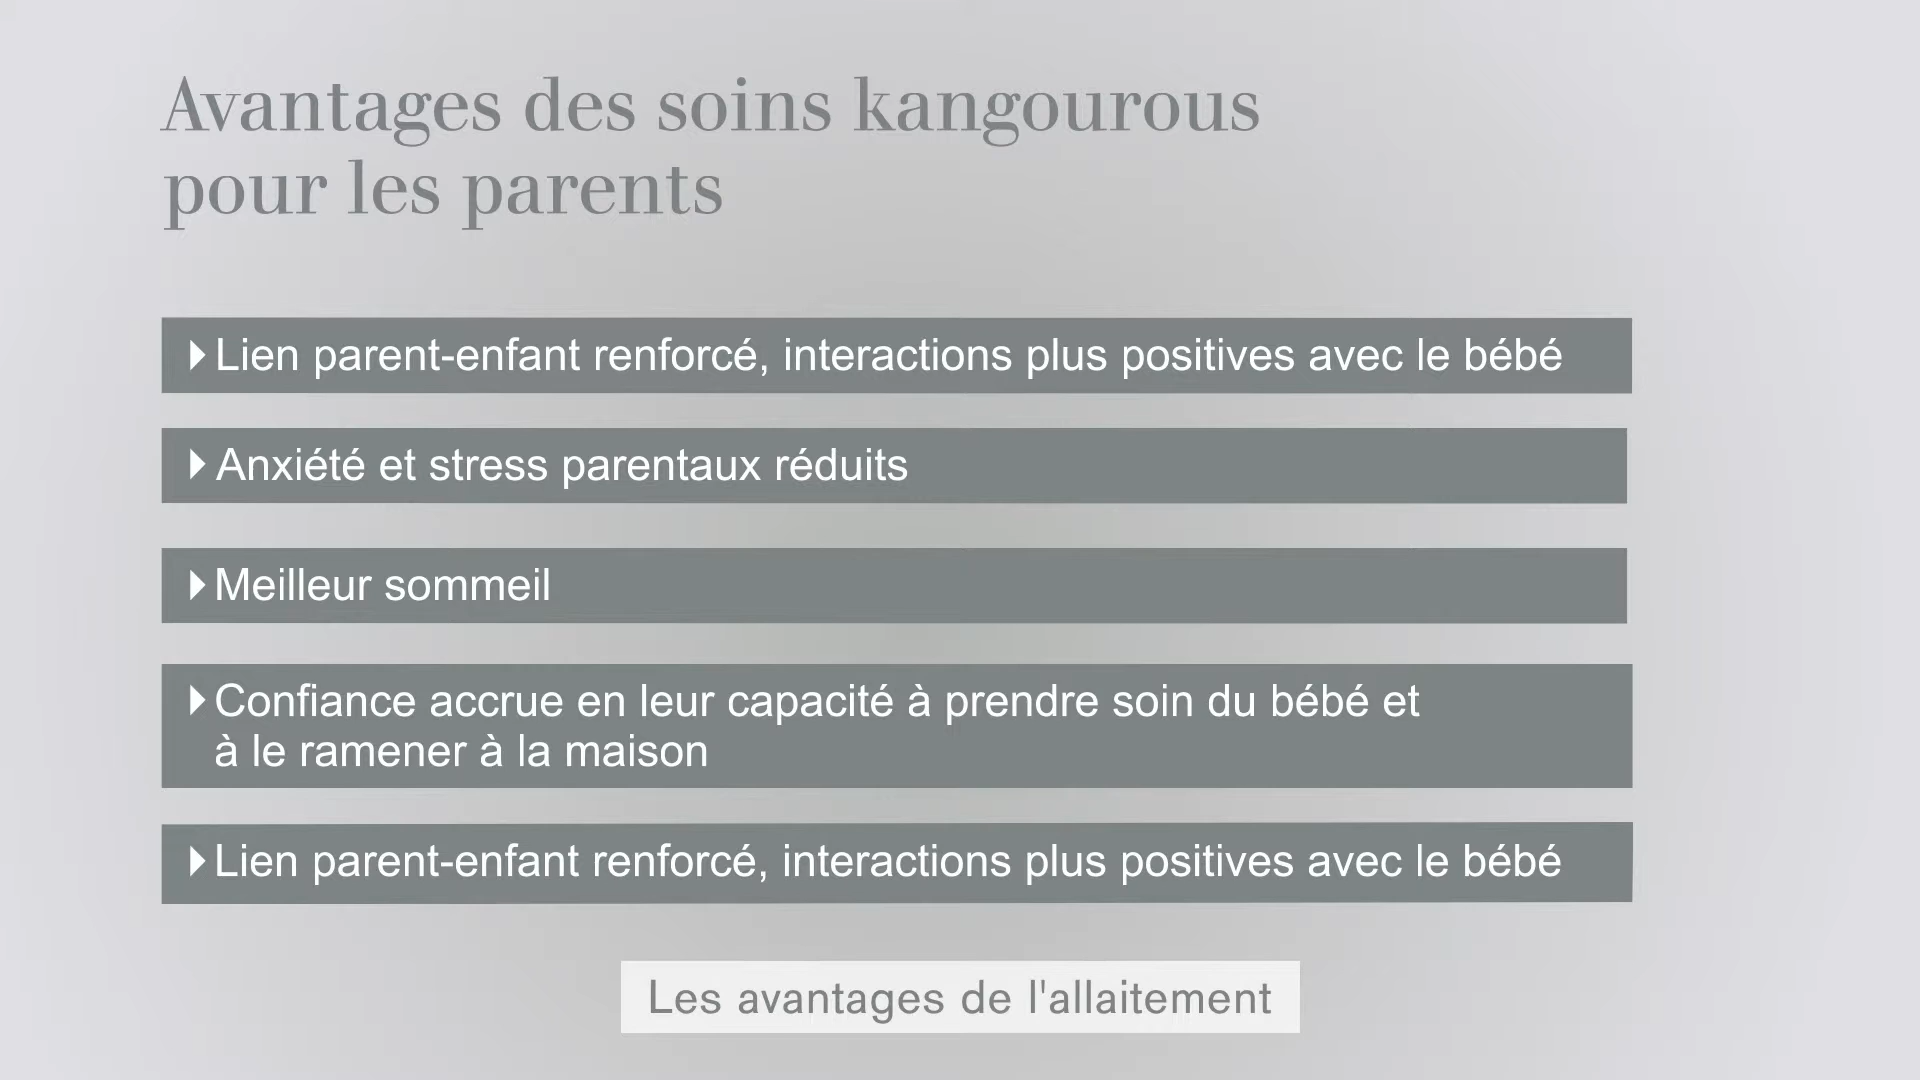 Avantages des soins kangourous
pour les parents
Lien parent-enfant renforcé, interactions plus positives avec le bébé
Anxiété et stress parentaux réduits
Meilleur sommeil
Confiance accrue en leur capacité à prendre soin du bébé et
à le ramener à la maison
Lien parent-enfant renforcé, interactions plus positives avec le bébé
Les avantages de l'allaitement